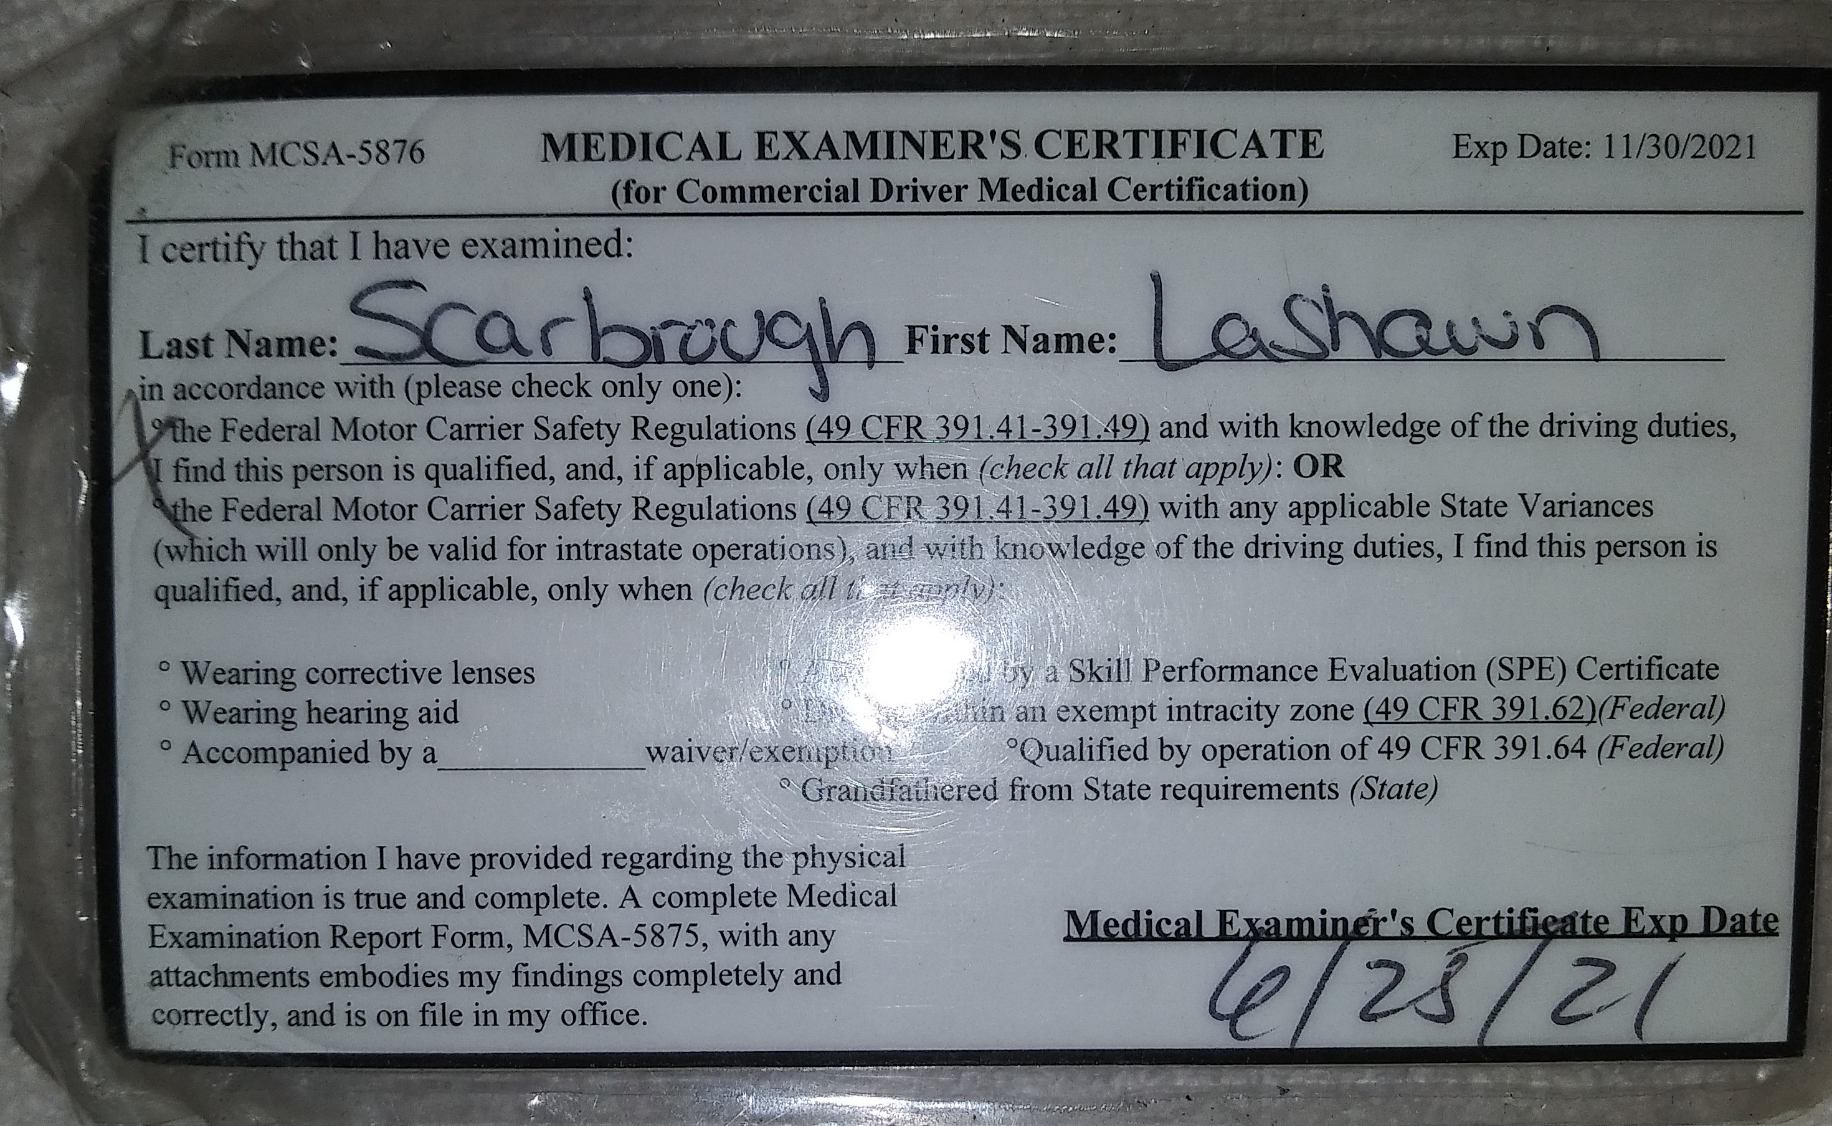 Form MCSA-5876 MEDICAL EXAMINER'S CERTIFICATE Exp Date: 11/30/2021
(for Commercial Driver Medical Certification)
I certify that I have examined:
Last Name: Scarbrough First Name: Lashawn
in accordance with (please check only one):
° the Federal Motor Carrier Safety Regulations (49 CFR 391.41-391.49) and with knowledge of the driving duties,
I find this person is qualified, and, if applicable, only when (check all that apply): OR
° the Federal Motor Carrier Safety Regulations (49 CFR 391.41-391.49) with any applicable State Variances
(which will only be valid for intrastate operations), and with knowledge of the driving duties, I find this person is
qualified, and, if applicable, only when (check all that apply):
° Wearing corrective lenses ° by a Skill Performance Evaluation (SPE) Certificate
° Wearing hearing aid ° an exempt intracity zone (49 CFR 391.62)(Federal)
° Accompanied by a____________waiver/exemption °Qualified by operation of 49 CFR 391.64 (Federal)
° Grandfathered from State requirements (State)
The information I have provided regarding the physical
examination is true and complete. A complete Medical
Examination Report Form, MCSA-5875, with any
attachments embodies my findings completely and
correctly, and is on file in my office.
Medical Examiner's Certificate Exp Date